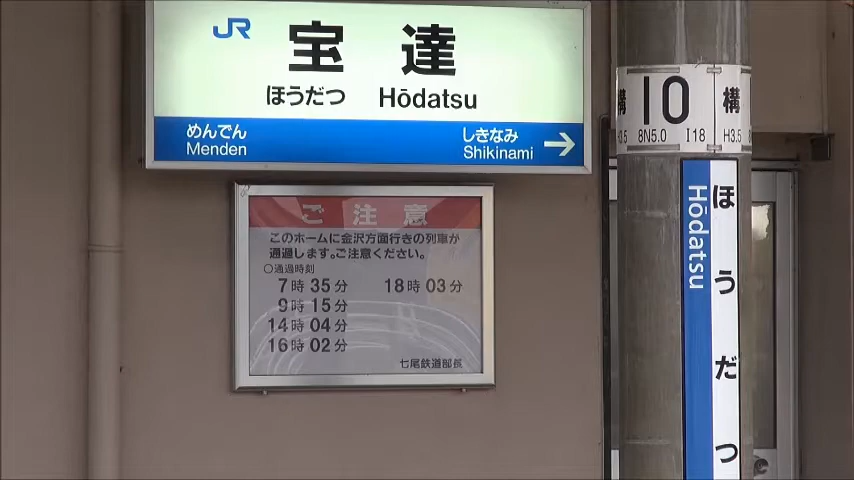 JR
宝達
ほうだつ Hōdatsu
めんでん
Menden
しきなみ
Shikinami
ご注意
このホームに金沢方面行きの列車が
通過します。ご注意ください。
○通過時刻
7時35分 18時03分
9時15分
14時04分
16時02分
七尾鉄道部長
構 10 構
8N5.0 I18 H3.5
Hōdatsu
ほうだつ